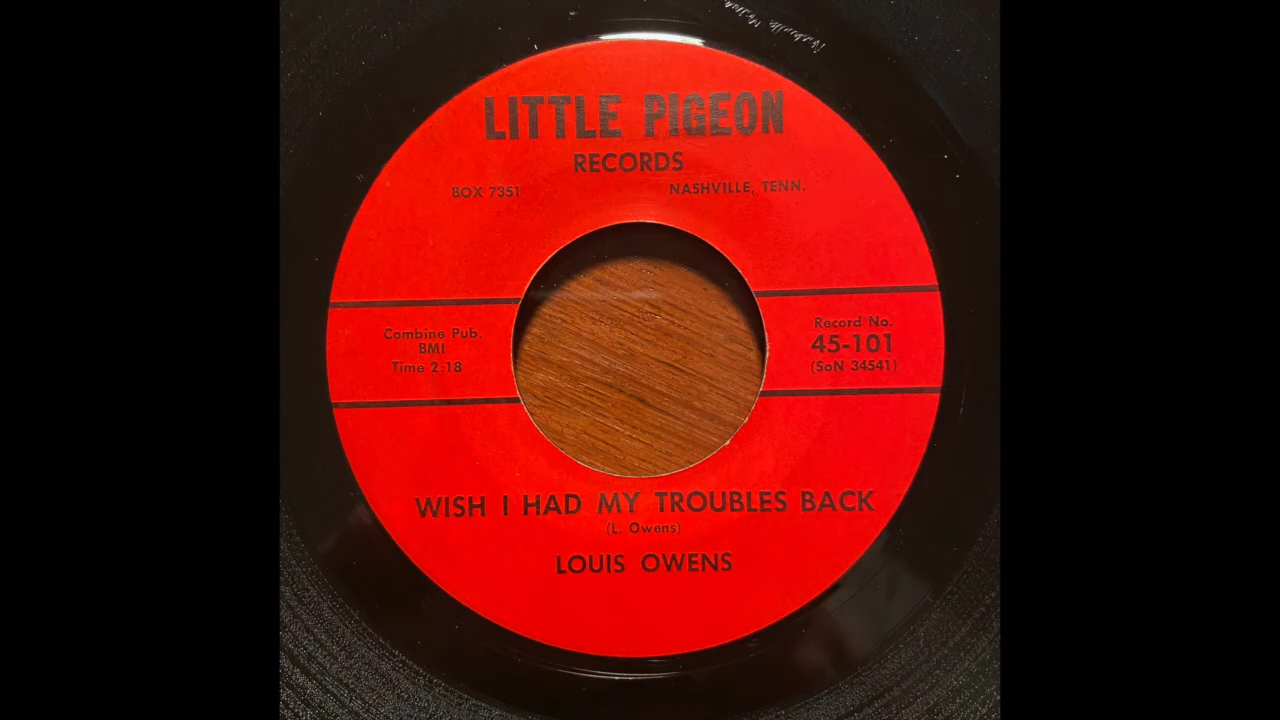 LITTLE PIGEON
RECORDS
BOX 7351
NASHVILLE, TENN.
Combine Pub.
BMI
Time 2:18
Record No.
45-101
(SoN 34541)
WISH I HAD MY TROUBLES BACK
(L. Owens)
LOUIS OWENS